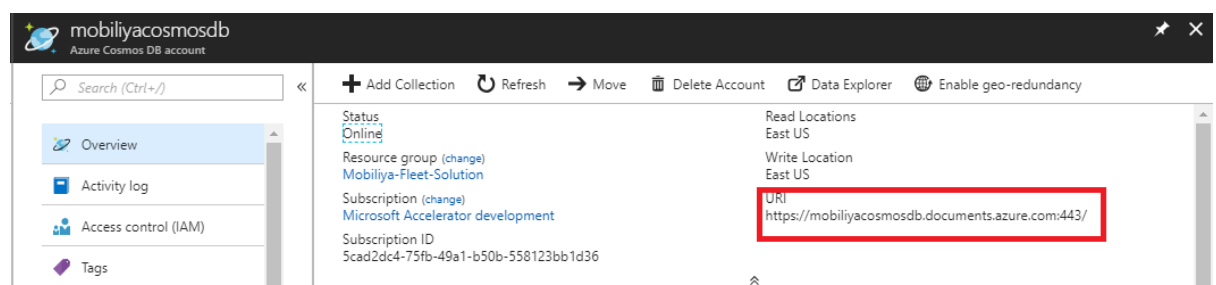 mobiliyacosmosdb
Azure Cosmos DB account
Search (Ctrl+/)
Overview
Activity log
Access control (IAM)
Tags
Add Collection Refresh Move Delete Account Data Explorer Enable geo-redundancy
Status
Online
Resource group (change)
Mobiliya-Fleet-Solution
Subscription (change)
Microsoft Accelerator development
Subscription ID
5cad2dc4-75fb-49a1-b50b-558123bb1d36
Read Locations
East US
Write Location
East US
URI
https://mobiliyacosmosdb.documents.azure.com:443/